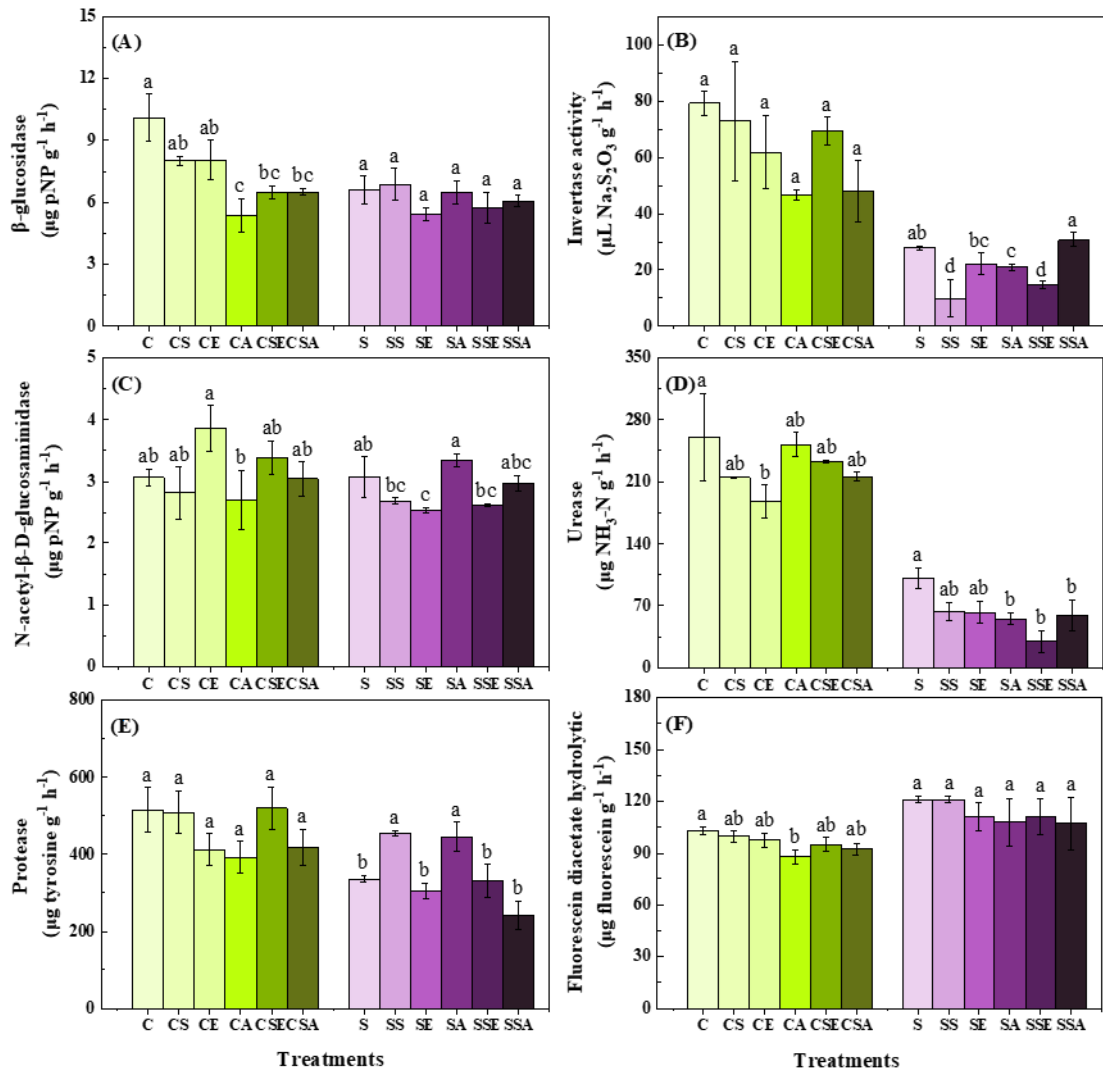 (A)
β-glucosidase
(µg pNP g⁻¹ h⁻¹)
15
12
9
6
3
0
a
ab
ab
c
bc
bc
a
a
a
a
a
a
C CS CE CA CSE CSA S SS SE SA SSE SSA
(B)
Invertase activity
(µL Na₂S₂O₃ g⁻¹ h⁻¹)
100
80
60
40
20
0
a
a
a
a
a
a
ab
d
bc
c
d
a
C CS CE CA CSE CSA S SS SE SA SSE SSA
(C)
N-acetyl-β-D-glucosaminidase
(µg pNP g⁻¹ h⁻¹)
5
4
3
2
1
0
ab
ab
a
b
ab
ab
ab
bc
c
a
bc
abc
C CS CE CA CSE CSA S SS SE SA SSE SSA
(D)
Urease
(µg NH₃-N g⁻¹ h⁻¹)
350
280
210
140
70
0
a
ab
b
ab
ab
ab
a
ab
ab
b
b
b
C CS CE CA CSE CSA S SS SE SA SSE SSA
(E)
Protease
(µg tyrosine g⁻¹ h⁻¹)
800
600
400
200
0
a
a
a
a
a
a
b
a
b
a
b
b
C CS CE CA CSE CSA S SS SE SA SSE SSA
Treatments
(F)
Fluorescein diacetate hydrolytic
(µg fluorescein g⁻¹ h⁻¹)
180
150
120
90
60
30
0
a
ab
ab
b
ab
ab
a
a
a
a
a
a
C CS CE CA CSE CSA S SS SE SA SSE SSA
Treatments